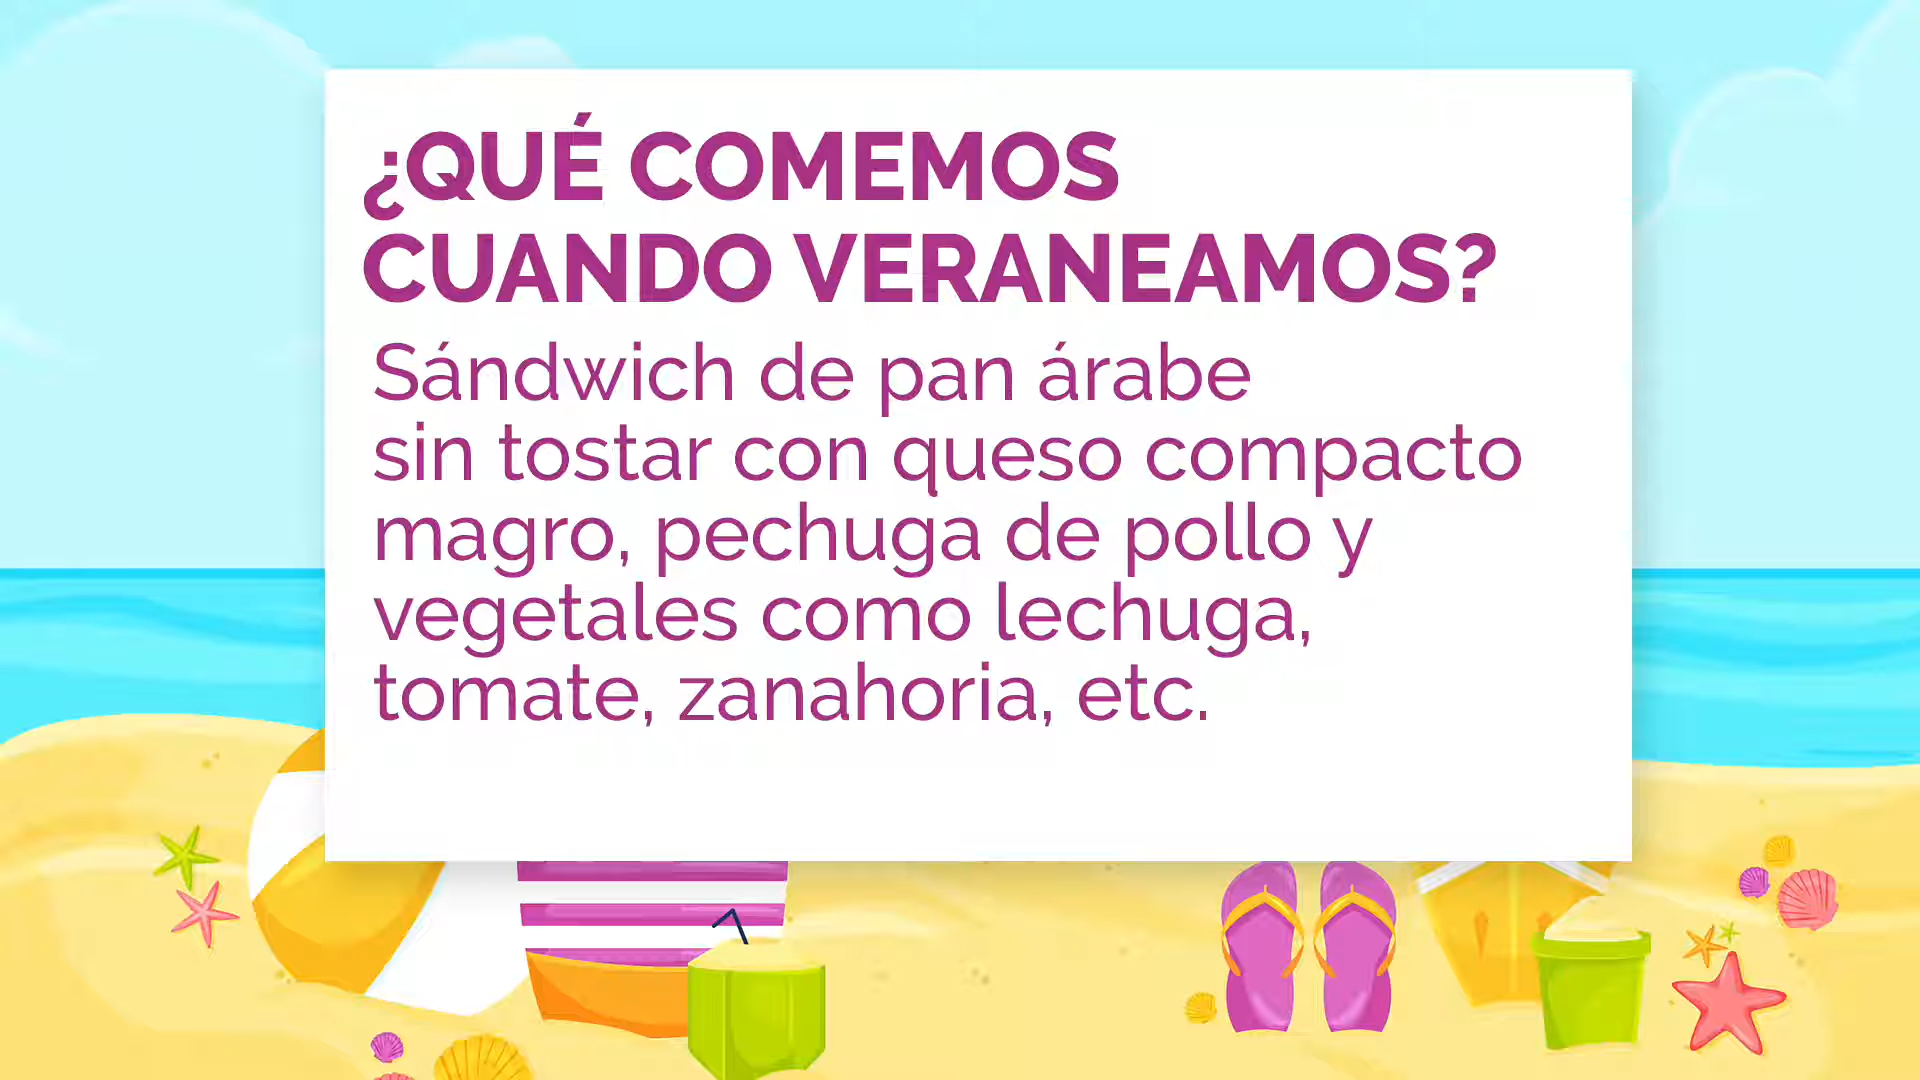 ¿QUÉ COMEMOS
CUANDO VERANEAMOS?
Sándwich de pan árabe
sin tostar con queso compacto
magro, pechuga de pollo y
vegetales como lechuga,
tomate, zanahoria, etc.